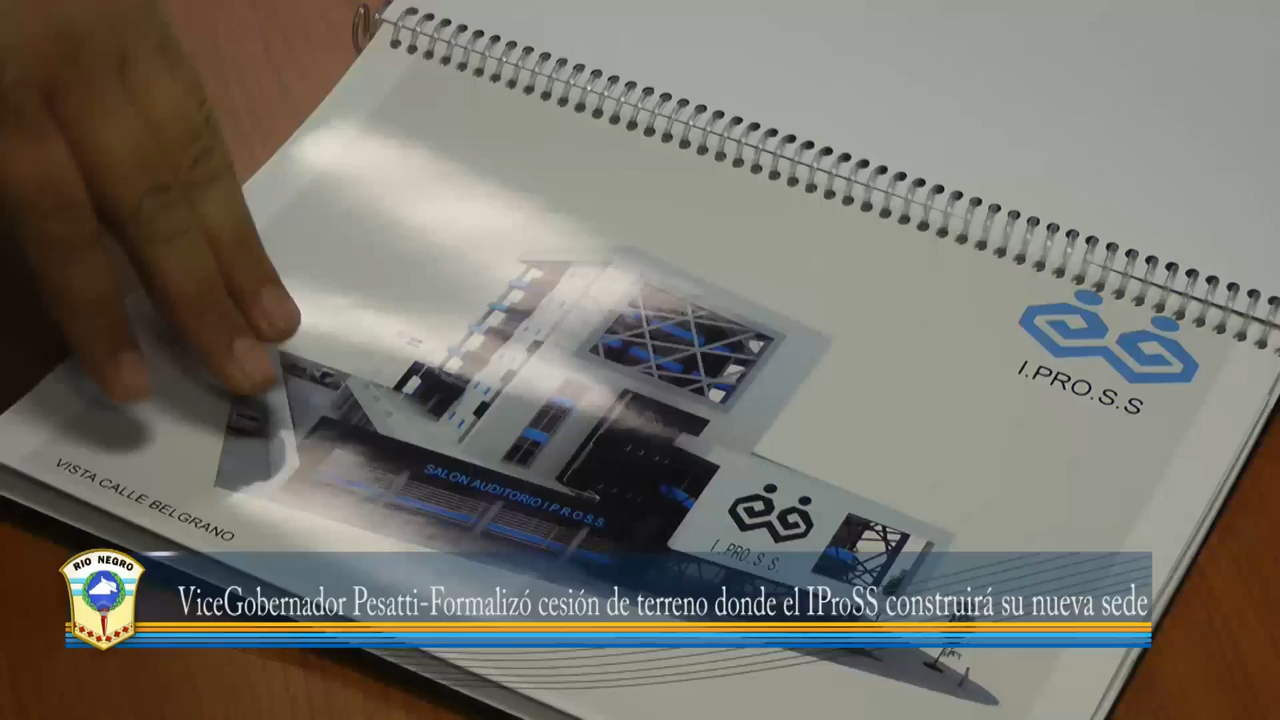 I.PRO.S.S
SALON AUDITORIO I P R O S.S.
I . PRO. S. S.
VISTA CALLE BELGRANO
RIO NEGRO
ViceGobernador Pesatti-Formalizó cesión de terreno donde el IProSS construirá su nueva sede